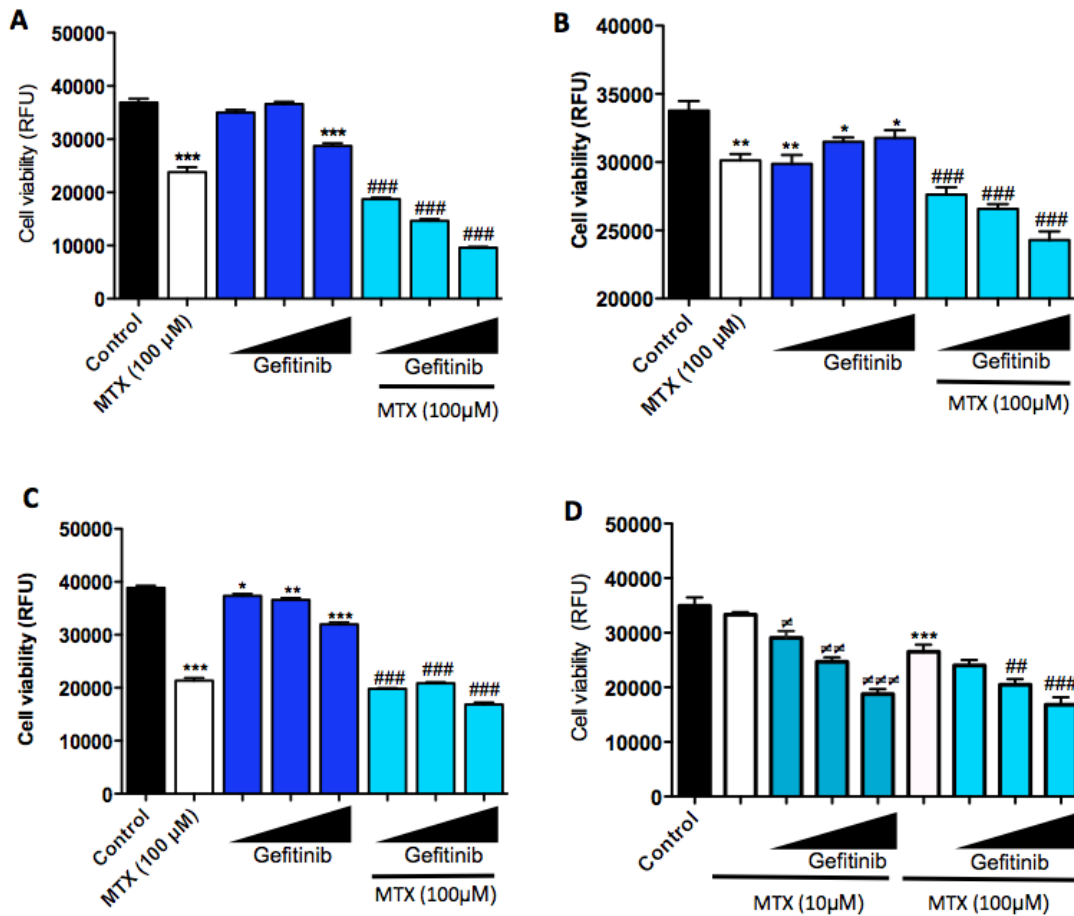 A
Cell viability (RFU)
50000
40000
30000
20000
10000
0
***
***
###
###
###
Control
MTX (100 µM)
Gefitinib
Gefitinib
MTX (100µM)
B
Cell viability (RFU)
40000
35000
30000
25000
20000
**
**
*
*
###
###
###
Control
MTX (100 µM)
Gefitinib
Gefitinib
MTX (100µM)
C
Cell viability (RFU)
50000
40000
30000
20000
10000
0
***
*
**
***
###
###
###
Control
MTX (100 µM)
Gefitinib
Gefitinib
MTX (100µM)
D
Cell viability (RFU)
50000
40000
30000
20000
10000
0
≠
≠≠
≠≠≠
***
##
###
Control
Gefitinib
Gefitinib
MTX (10µM)
MTX (100µM)